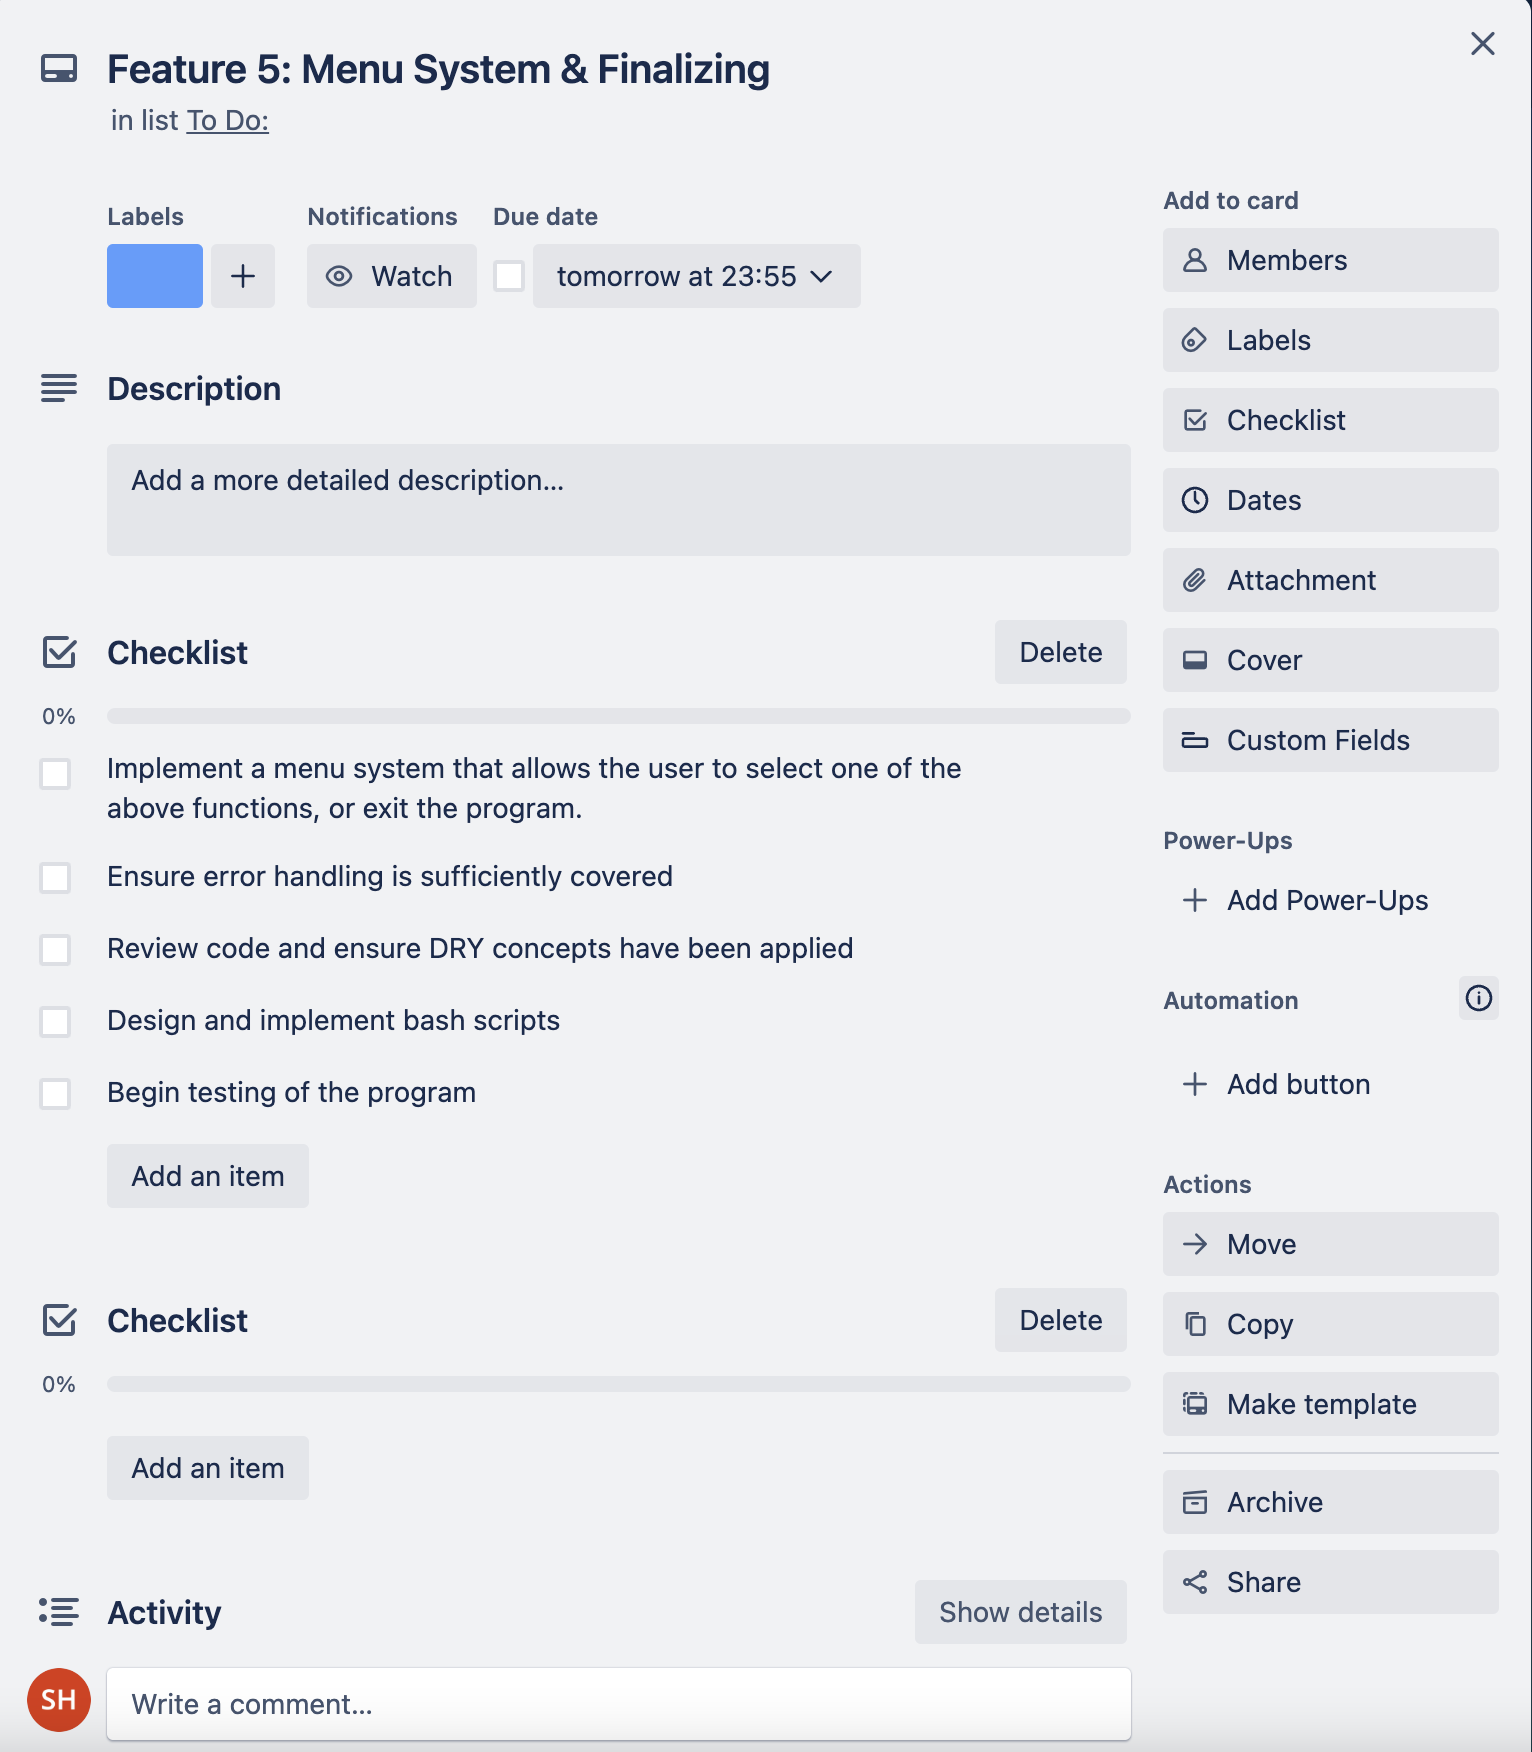 Feature 5: Menu System & Finalizing
in list To Do:
Labels
Notifications
Due date
Watch
tomorrow at 23:55
Description
Add a more detailed description...
Checklist
Delete
0%
Implement a menu system that allows the user to select one of the
above functions, or exit the program.
Ensure error handling is sufficiently covered
Review code and ensure DRY concepts have been applied
Design and implement bash scripts
Begin testing of the program
Add an item
Checklist
Delete
0%
Add an item
Activity
Show details
SH
Write a comment...
Add to card
Members
Labels
Checklist
Dates
Attachment
Cover
Custom Fields
Power-Ups
Add Power-Ups
Automation
Add button
Actions
Move
Copy
Make template
Archive
Share